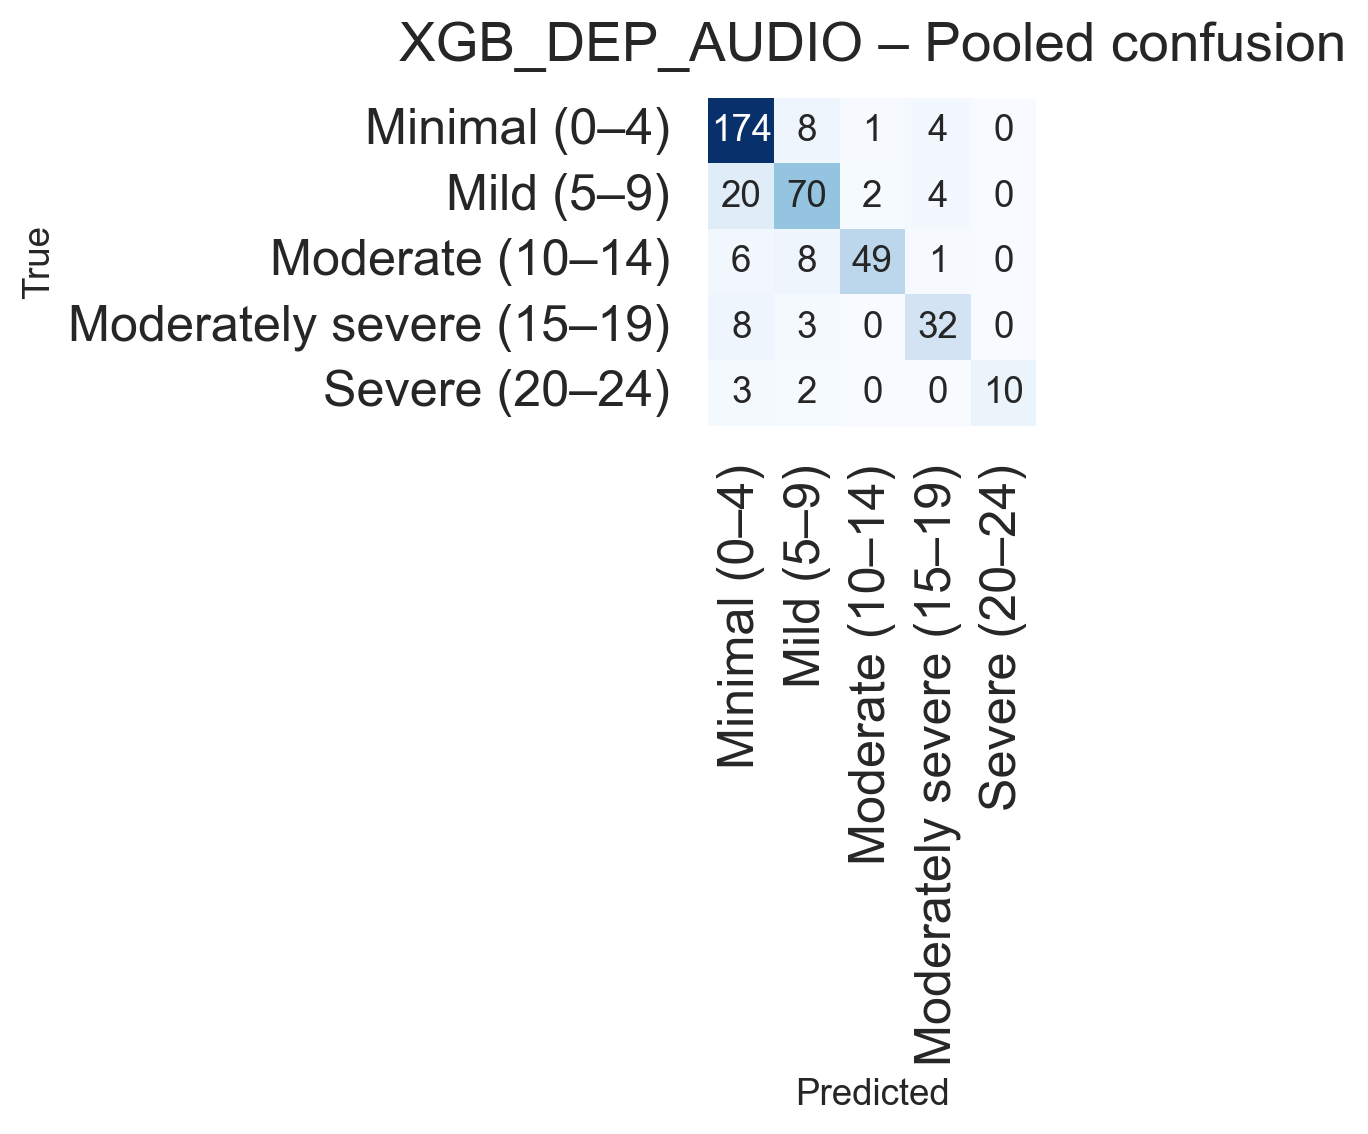 XGB_DEP_AUDIO – Pooled confusion
True
Minimal (0–4) 174 8 1 4 0
Mild (5–9) 20 70 2 4 0
Moderate (10–14) 6 8 49 1 0
Moderately severe (15–19) 8 3 0 32 0
Severe (20–24) 3 2 0 0 10
Minimal (0–4)
Mild (5–9)
Moderate (10–14)
Moderately severe (15–19)
Severe (20–24)
Predicted